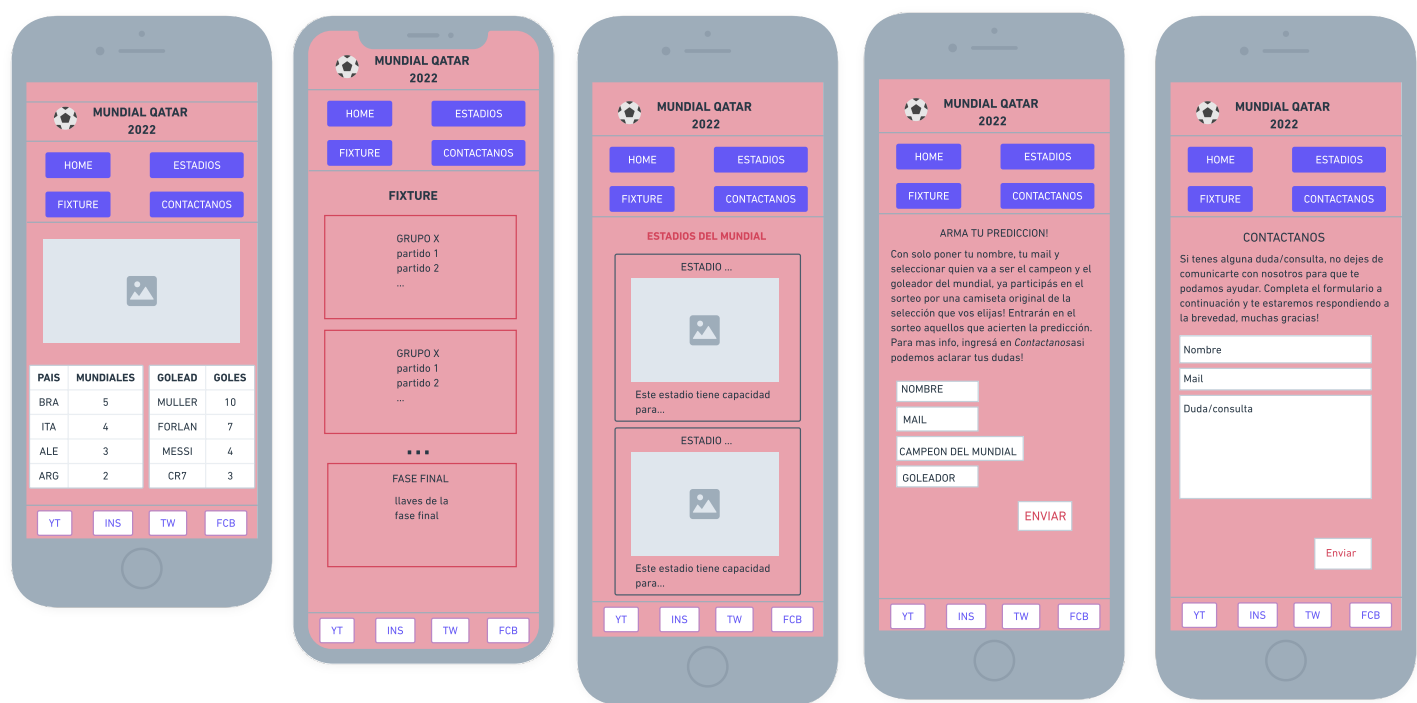 MUNDIAL QATAR
2022
HOME
ESTADIOS
FIXTURE
CONTACTANOS
PAIS MUNDIALES
BRA 5
ITA 4
ALE 3
ARG 2
GOLEAD GOLES
MULLER 10
FORLAN 7
MESSI 4
CR7 3
YT
INS
TW
FCB
MUNDIAL QATAR
2022
HOME
ESTADIOS
FIXTURE
CONTACTANOS
FIXTURE
GRUPO X
partido 1
partido 2
...
GRUPO X
partido 1
partido 2
...
...
FASE FINAL
llaves de la
fase final
YT
INS
TW
FCB
MUNDIAL QATAR
2022
HOME
ESTADIOS
FIXTURE
CONTACTANOS
ESTADIOS DEL MUNDIAL
ESTADIO ...
Este estadio tiene capacidad
para...
ESTADIO ...
Este estadio tiene capacidad
para...
YT
INS
TW
FCB
MUNDIAL QATAR
2022
HOME
ESTADIOS
FIXTURE
CONTACTANOS
ARMA TU PREDICCION!
Con solo poner tu nombre, tu mail y
seleccionar quien va a ser el campeon y el
goleador del mundial, ya participás en el
sorteo por una camiseta original de la
selección que vos elijas! Entrarán en el
sorteo aquellos que acierten la predicción.
Para mas info, ingresá en Contactanosasi
podemos aclarar tus dudas!
NOMBRE
MAIL
CAMPEON DEL MUNDIAL
GOLEADOR
ENVIAR
YT
INS
TW
FCB
MUNDIAL QATAR
2022
HOME
ESTADIOS
FIXTURE
CONTACTANOS
CONTACTANOS
Si tenes alguna duda/consulta, no dejes de
comunicarte con nosotros para que te
podamos ayudar. Completa el formulario a
continuación y te estaremos respondiendo a
la brevedad, muchas gracias!
Nombre
Mail
Duda/consulta
Enviar
YT
INS
TW
FCB